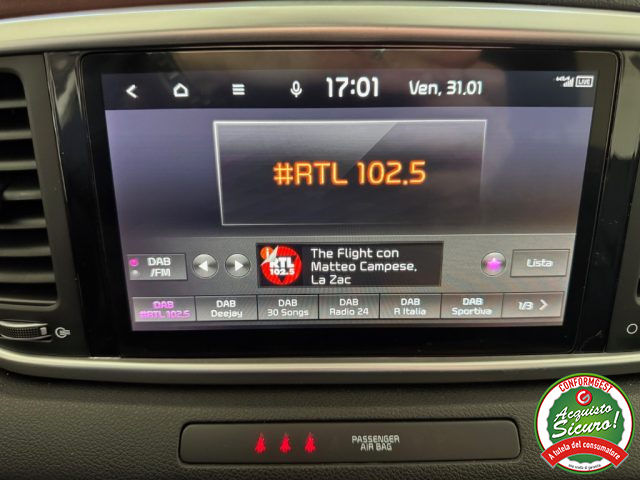 17:01
Ven, 31.01
LIVE
#RTL 102.5
DAB
/FM
RTL
102.5
The Flight con
Matteo Campese,
La Zac
Lista
DAB
#RTL 102.5
DAB
Deejay
DAB
30 Songs
DAB
Radio 24
DAB
R Italia
DAB
Sportiva
1/3
PASSENGER
AIR BAG
CONFORMGEST
Acquisto
Sicuro!
A tutela del consumatore